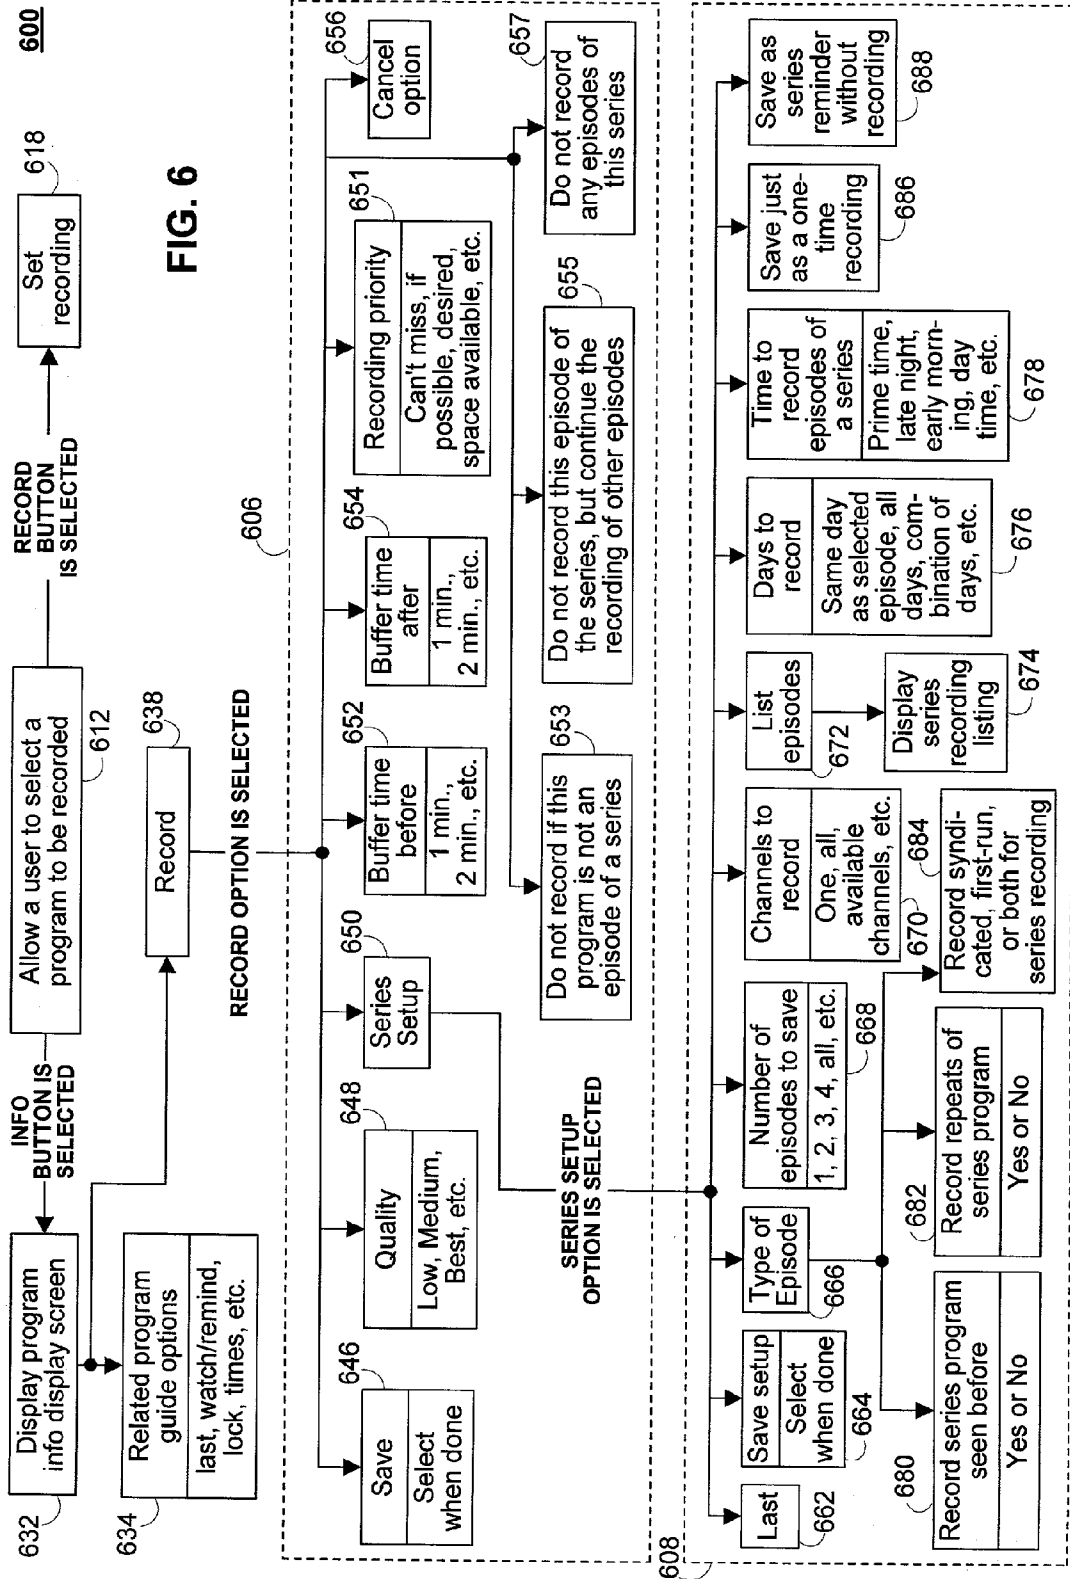 600
FIG. 6
Allow a user to select a
program to be recorded
612
INFO
BUTTON IS
SELECTED
RECORD
BUTTON
IS SELECTED
Set
recording
618
Display program
info display screen
632
Related program
guide options
last, watch/remind,
lock, times, etc.
634
Record
638
RECORD OPTION IS SELECTED
606
Save
Select
when done
646
Quality
Low, Medium,
Best, etc.
648
Series
Setup
650
Buffer time
before
1 min.,
2 min., etc.
652
Buffer time
after
1 min.,
2 min., etc.
654
Recording priority
Can't miss, if
possible, desired,
space available, etc.
651
Cancel
option
656
Do not record if this
program is not an
episode of a series
653
Do not record this episode of
the series, but continue the
recording of other episodes
655
Do not record
any episodes of
this series
657
SERIES SETUP
OPTION IS SELECTED
608
Last
662
Save setup
Select
when done
664
Type of
Episode
666
Number of
episodes to save
1, 2, 3, 4, all, etc.
668
Channels to
record
One, all,
available
channels, etc.
670
List
episodes
672
Display
series
recording
listing
674
Days to
record
Same day
as selected
episode, all
days, com-
bination of
days, etc.
676
Time to
record
episodes of
a series
Prime time,
late night,
early morn-
ing, day
time, etc.
678
Save just
as a one-
time
recording
686
Save as
series
reminder
without
recording
688
Record series program
seen before
Yes or No
680
Record repeats of
series program
Yes or No
682
Record syndi-
cated, first-run,
or both for
series recording
684